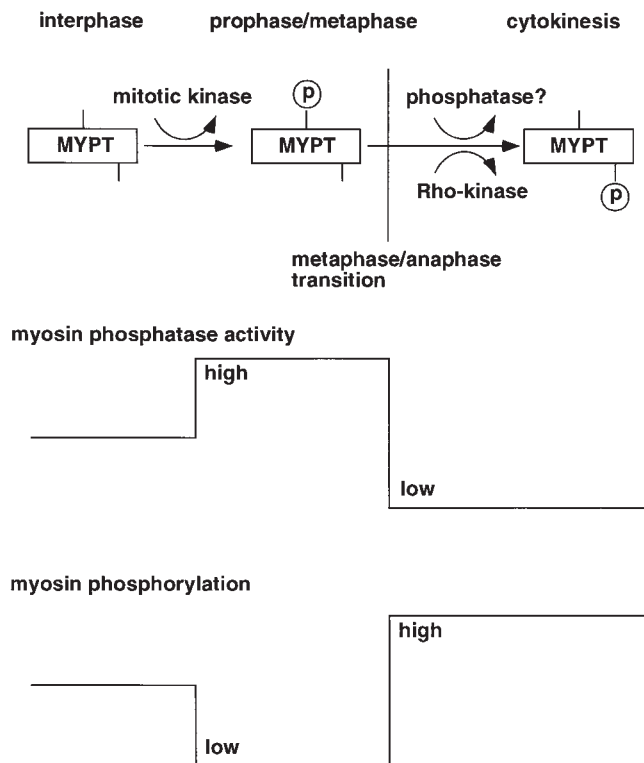 interphase prophase/metaphase cytokinesis
mitotic kinase p phosphatase?
MYPT MYPT MYPT
Rho-kinase p
metaphase/anaphase
transition
myosin phosphatase activity
high
low
myosin phosphorylation
high
low